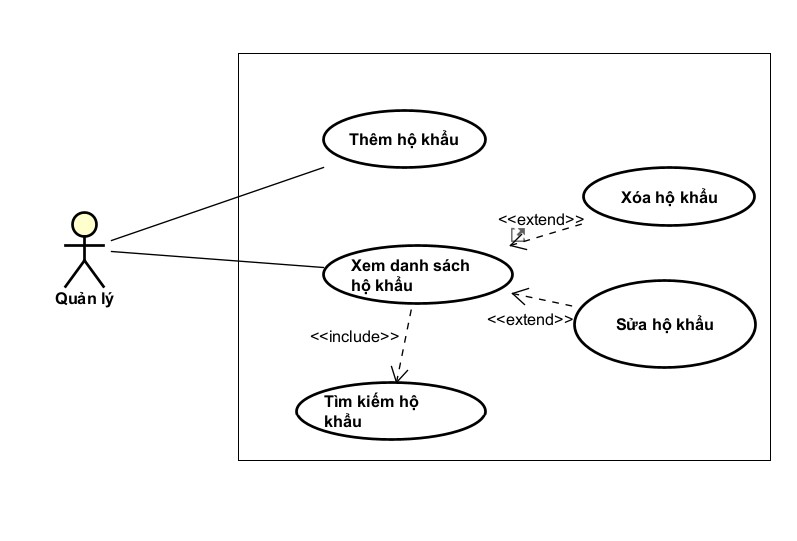 Thêm hộ khẩu
Xóa hộ khẩu
<<extend>>
Xem danh sách
hộ khẩu
Quản lý
<<extend>>
Sửa hộ khẩu
<<include>>
Tìm kiếm hộ
khẩu